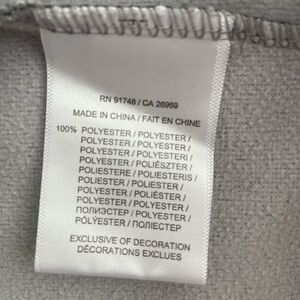 RN 91748 / CA 26969
MADE IN CHINA / FAIT EN CHINE
100% POLYESTER / POLYESTER /
POLYESTER / POLYESTER /
POLYESTER / POLYESTERI /
POLYESTER / POLIÉSZTER /
POLIESTERE / POLIESTERIS /
POLIESTER / POLIESTER /
POLYESTER / POLIÉSTER /
POLYESTER / POLYESTER /
ПОЛИЭСТЕР / POLYESTER /
PÓLÝESTER / ПОЛІЕСТЕР
EXCLUSIVE OF DECORATION
DÉCORATIONS EXCLUES